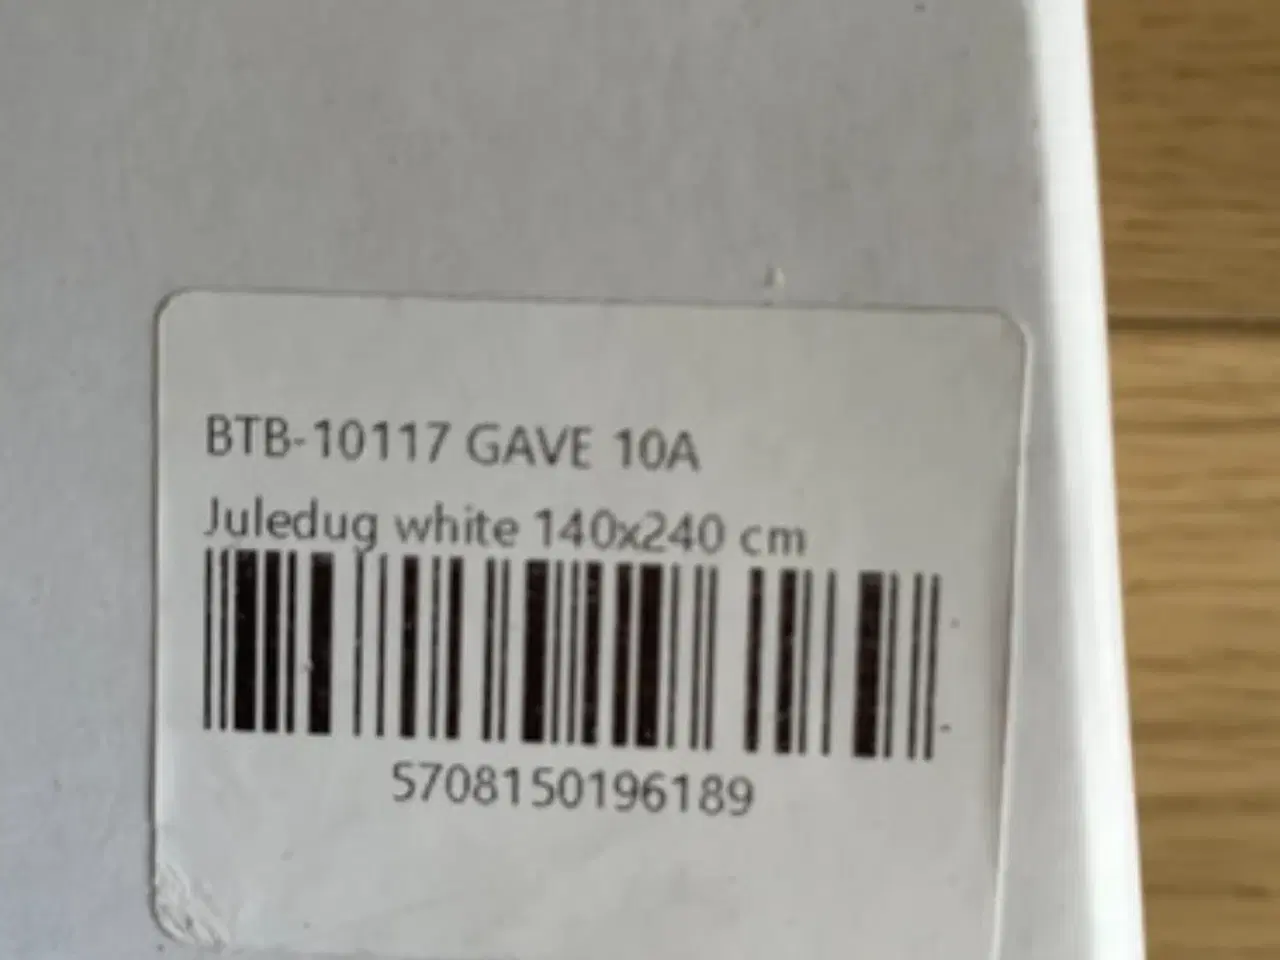 BTB-10117 GAVE 10A
Juledug white 140x240 cm
5708150196189